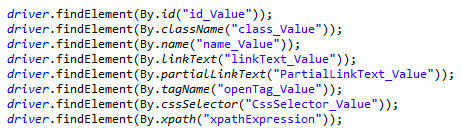 driver.findElement(By.id("id_Value"));
driver.findElement(By.className("class_Value"));
driver.findElement(By.name("name_Value"));
driver.findElement(By.linkText("linkText_Value"));
driver.findElement(By.partialLinkText("PartialLinkText_Value"));
driver.findElement(By.tagName("openTag_Value"));
driver.findElement(By.cssSelector("CssSelector_Value"));
driver.findElement(By.xpath("xpathExpression"));